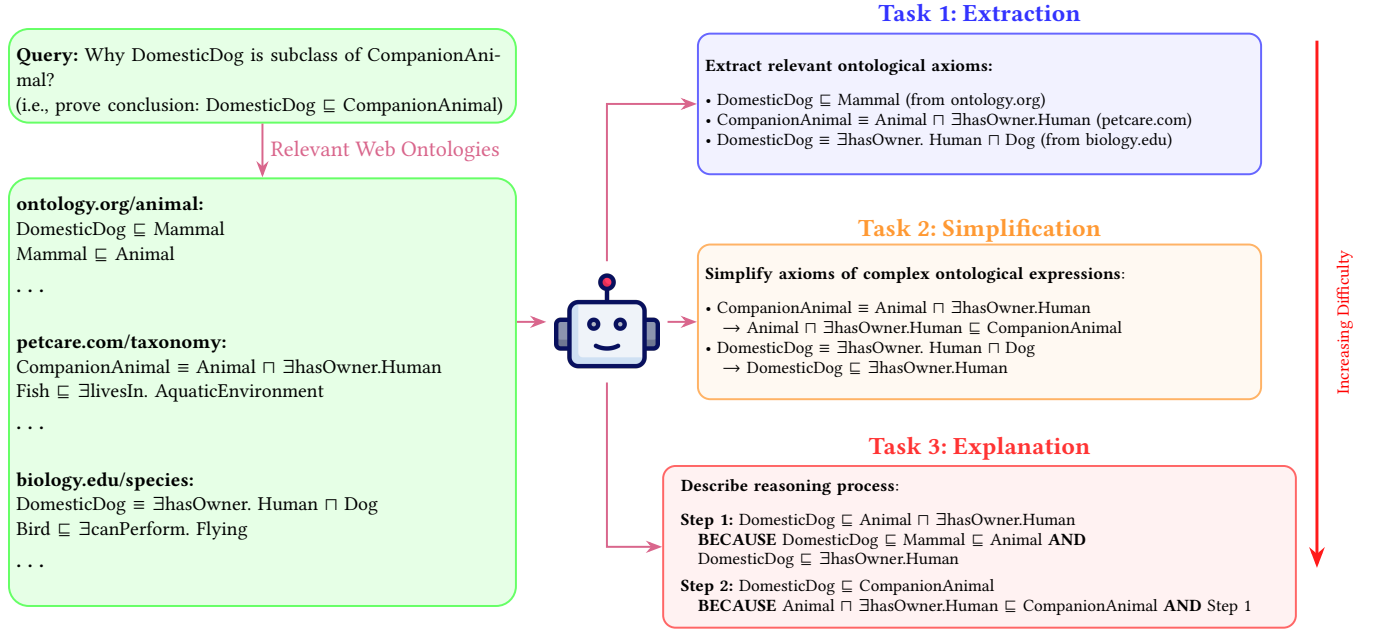 Query: Why DomesticDog is subclass of CompanionAni-
mal?
(i.e., prove conclusion: DomesticDog ⊑ CompanionAnimal)
Relevant Web Ontologies
ontology.org/animal:
DomesticDog ⊑ Mammal
Mammal ⊑ Animal
. . .
petcare.com/taxonomy:
CompanionAnimal ≡ Animal ⊓ ∃hasOwner.Human
Fish ⊑ ∃livesIn. AquaticEnvironment
. . .
biology.edu/species:
DomesticDog ≡ ∃hasOwner. Human ⊓ Dog
Bird ⊑ ∃canPerform. Flying
. . .
Task 1: Extraction
Extract relevant ontological axioms:
• DomesticDog ⊑ Mammal (from ontology.org)
• CompanionAnimal ≡ Animal ⊓ ∃hasOwner.Human (petcare.com)
• DomesticDog ≡ ∃hasOwner. Human ⊓ Dog (from biology.edu)
Task 2: Simplification
Simplify axioms of complex ontological expressions:
• CompanionAnimal ≡ Animal ⊓ ∃hasOwner.Human
→ Animal ⊓ ∃hasOwner.Human ⊑ CompanionAnimal
• DomesticDog ≡ ∃hasOwner. Human ⊓ Dog
→ DomesticDog ⊑ ∃hasOwner.Human
Task 3: Explanation
Describe reasoning process:
Step 1: DomesticDog ⊑ Animal ⊓ ∃hasOwner.Human
BECAUSE DomesticDog ⊑ Mammal ⊑ Animal AND
DomesticDog ⊑ ∃hasOwner.Human
Step 2: DomesticDog ⊑ CompanionAnimal
BECAUSE Animal ⊓ ∃hasOwner.Human ⊑ CompanionAnimal AND Step 1
Increasing Difficulty